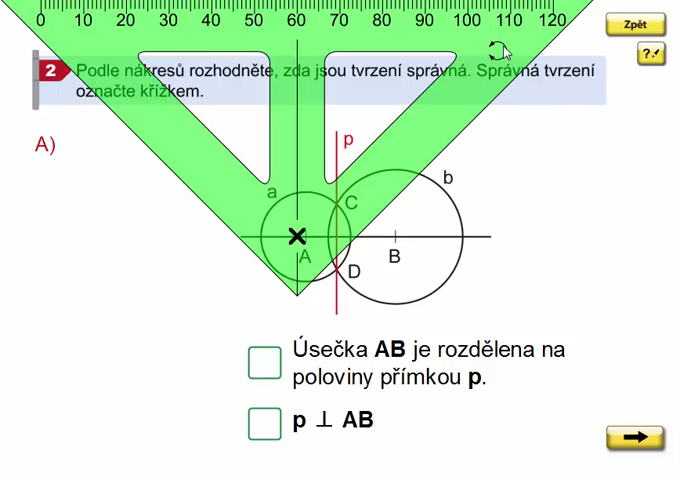 0 10 20 30 40 50 60 70 80 90 100 110 120
Zpět
?
2 Podle nákresů rozhodněte, zda jsou tvrzení správná. Správná tvrzení
označte křížkem.
A)
p
a
b
C
A
B
D
Úsečka AB je rozdělena na
poloviny přímkou p.
p ⊥ AB